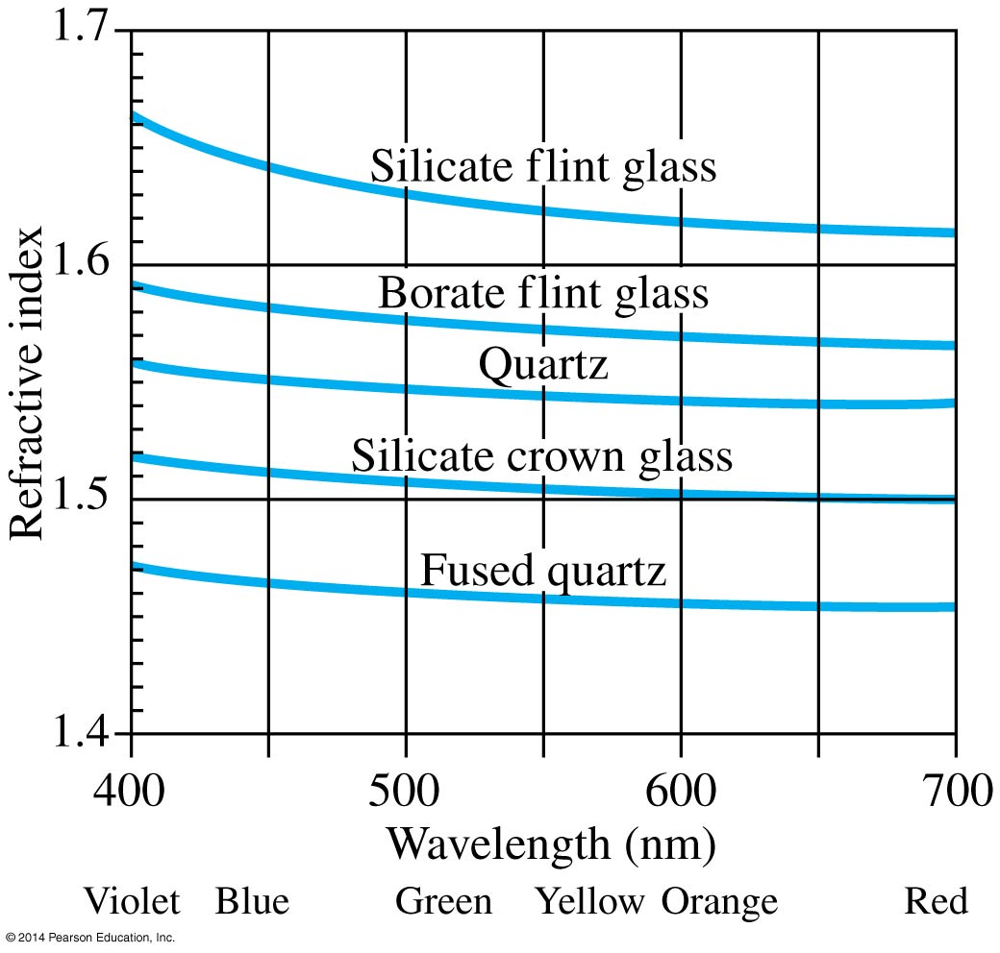 1.7
Silicate flint glass
1.6
Borate flint glass
Quartz
Silicate crown glass
1.5
Fused quartz
1.4
Refractive index
400 500 600 700
Wavelength (nm)
Violet Blue Green Yellow Orange Red
© 2014 Pearson Education, Inc.